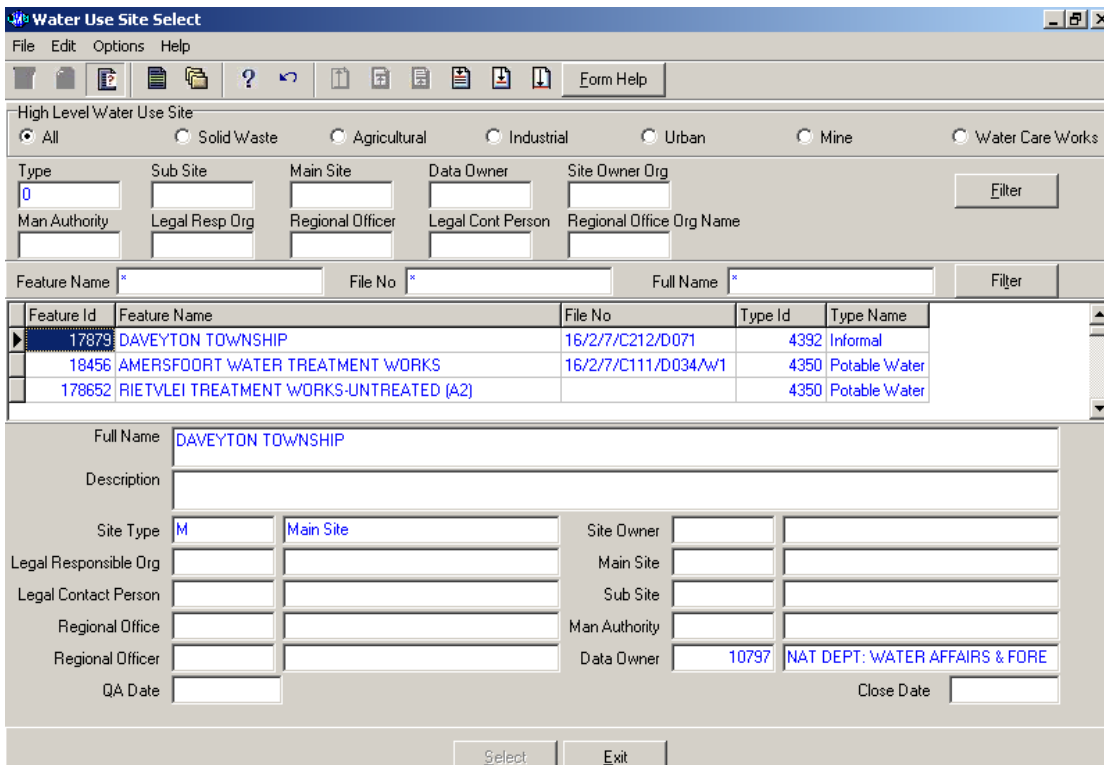 Water Use Site Select
File Edit Options Help
? Form Help
High Level Water Use Site
All Solid Waste Agricultural Industrial Urban Mine Water Care Works
Type Sub Site Main Site Data Owner Site Owner Org
0 Filter
Man Authority Legal Resp Org Regional Officer Legal Cont Person Regional Office Org Name
Feature Name * File No * Full Name * Filter
Feature Id Feature Name File No Type Id Type Name
17879 DAVEYTON TOWNSHIP 16/2/7/C212/D071 4392 Informal
18456 AMERSFOORT WATER TREATMENT WORKS 16/2/7/C111/D034/W1 4350 Potable Water
178652 RIETVLEI TREATMENT WORKS-UNTREATED (A2) 4350 Potable Water
Full Name DAVEYTON TOWNSHIP
Description
Site Type M Main Site Site Owner
Legal Responsible Org Main Site
Legal Contact Person Sub Site
Regional Office Man Authority
Regional Officer Data Owner 10797 NAT DEPT: WATER AFFAIRS & FORE
QA Date Close Date
Select Exit